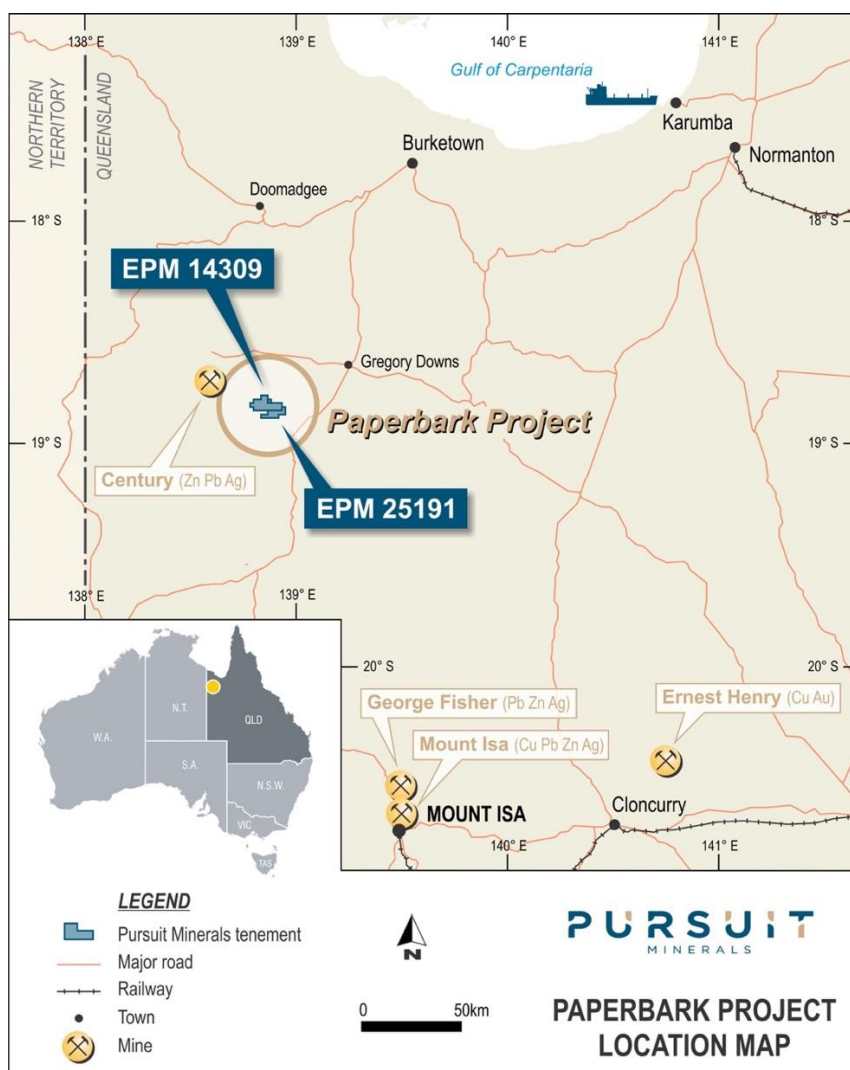 138° E
139° E
140° E
141° E
Gulf of Carpentaria
Karumba
NORTHERN
TERRITORY
QUEENSLAND
Burketown
Normanton
Doomadgee
18° S
18° S
EPM 14309
Gregory Downs
Paperbark Project
19° S
19° S
Century (Zn Pb Ag)
EPM 25191
138° E
139° E
20° S
20° S
George Fisher (Pb Zn Ag)
Ernest Henry (Cu Au)
Mount Isa (Cu Pb Zn Ag)
MOUNT ISA
Cloncurry
140° E
141° E
W.A.
N.T.
QLD
S.A.
N.S.W.
VIC
TAS
LEGEND
Pursuit Minerals tenement
Major road
Railway
Town
Mine
N
0 50km
PURSUIT
MINERALS
PAPERBARK PROJECT
LOCATION MAP